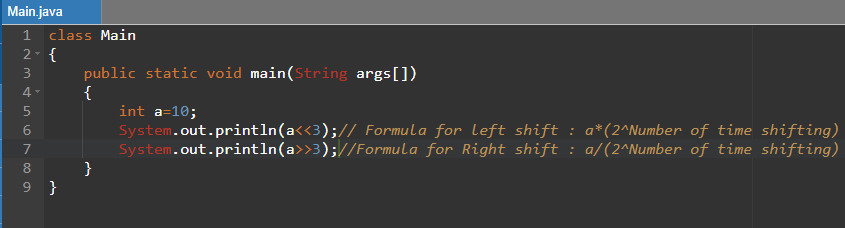 Main.java
1 class Main
2 {
3 public static void main(String args[])
4 {
5 int a=10;
6 System.out.println(a<<3);// Formula for left shift : a*(2^Number of time shifting)
7 System.out.println(a>>3);//Formula for Right shift : a/(2^Number of time shifting)
8 }
9 }